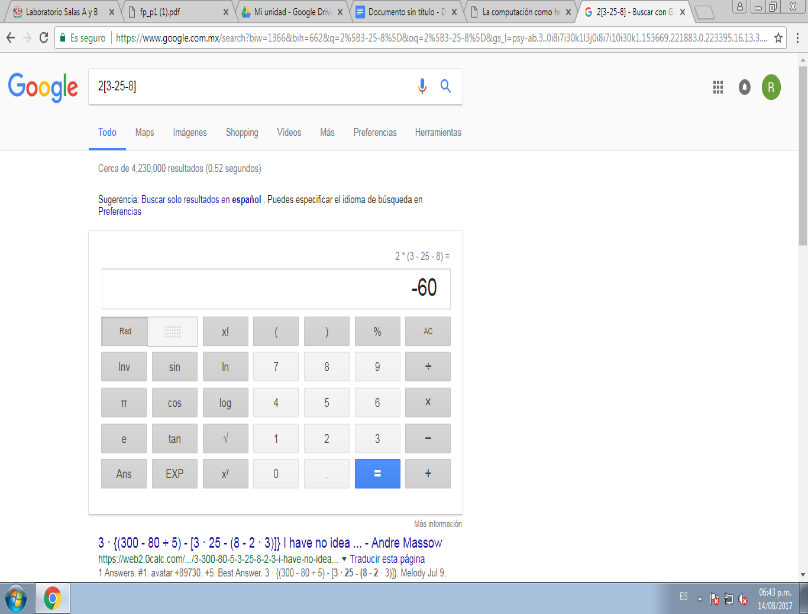 Laboratorio Salas A y B
fp_p1 (1).pdf
Mi unidad - Google Driv
Documento sin título - D
La computación como he
2[3-25-8] - Buscar con G
Es seguro
https://www.google.com.mx/search?biw=1366&bih=662&q=2%5B3-25-8%5D&oq=2%5B3-25-8%5D&gs_l=psy-ab.3..0i8i7i30k1l3j0i8i7i10i30k1.153669.221883.0.223395.16.13.3....
Google
2[3-25-8]
R
Todo Maps Imágenes Shopping Videos Más Preferencias Herramientas
Cerca de 4,230,000 resultados (0.52 segundos)
Sugerencia: Buscar solo resultados en español . Puedes especificar el idioma de búsqueda en
Preferencias
2 * (3 - 25 - 8) =
-60
Rad x! ( ) % AC
Inv sin ln 7 8 9 ÷
π cos log 4 5 6 ×
e tan √ 1 2 3 −
Ans EXP xʸ 0 . = +
Más información
3 · {(300 - 80 ÷ 5) - [3 · 25 - (8 - 2 · 3)]} I have no idea ... - Andre Massow
https://web2.0calc.com/.../3-300-80-5-3-25-8-2-3-i-have-no-idea... ▼ Traducir esta página
1 Answers. #1. avatar +89730. +5. Best Answer. 3 · {(300 - 80 ÷ 5) - [3 · 25 - (8 - 2 · 3)]}. Melody Jul 9,
ES
06:43 p.m.
14/08/2017